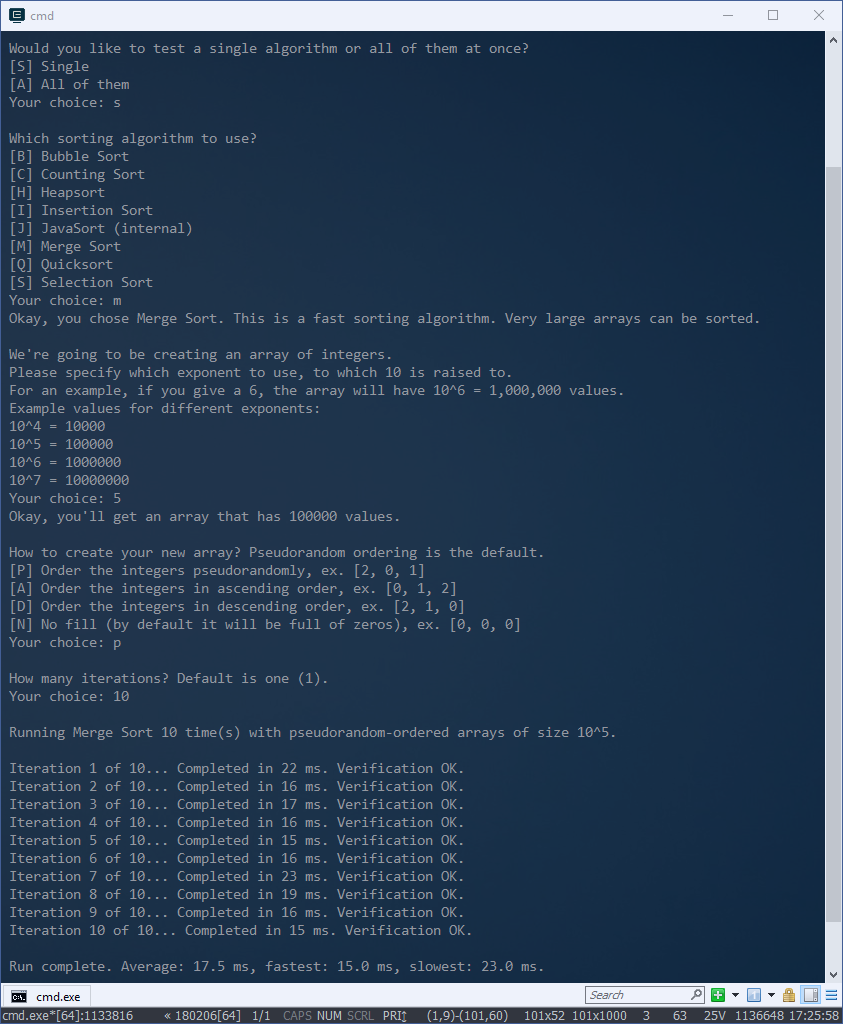 cmd
Would you like to test a single algorithm or all of them at once?
[S] Single
[A] All of them
Your choice: s
Which sorting algorithm to use?
[B] Bubble Sort
[C] Counting Sort
[H] Heapsort
[I] Insertion Sort
[J] JavaSort (internal)
[M] Merge Sort
[Q] Quicksort
[S] Selection Sort
Your choice: m
Okay, you chose Merge Sort. This is a fast sorting algorithm. Very large arrays can be sorted.
We're going to be creating an array of integers.
Please specify which exponent to use, to which 10 is raised to.
For an example, if you give a 6, the array will have 10^6 = 1,000,000 values.
Example values for different exponents:
10^4 = 10000
10^5 = 100000
10^6 = 1000000
10^7 = 10000000
Your choice: 5
Okay, you'll get an array that has 100000 values.
How to create your new array? Pseudorandom ordering is the default.
[P] Order the integers pseudorandomly, ex. [2, 0, 1]
[A] Order the integers in ascending order, ex. [0, 1, 2]
[D] Order the integers in descending order, ex. [2, 1, 0]
[N] No fill (by default it will be full of zeros), ex. [0, 0, 0]
Your choice: p
How many iterations? Default is one (1).
Your choice: 10
Running Merge Sort 10 time(s) with pseudorandom-ordered arrays of size 10^5.
Iteration 1 of 10... Completed in 22 ms. Verification OK.
Iteration 2 of 10... Completed in 16 ms. Verification OK.
Iteration 3 of 10... Completed in 17 ms. Verification OK.
Iteration 4 of 10... Completed in 16 ms. Verification OK.
Iteration 5 of 10... Completed in 15 ms. Verification OK.
Iteration 6 of 10... Completed in 16 ms. Verification OK.
Iteration 7 of 10... Completed in 23 ms. Verification OK.
Iteration 8 of 10... Completed in 19 ms. Verification OK.
Iteration 9 of 10... Completed in 16 ms. Verification OK.
Iteration 10 of 10... Completed in 15 ms. Verification OK.
Run complete. Average: 17.5 ms, fastest: 15.0 ms, slowest: 23.0 ms.
cmd.exe Search
cmd.exe*[64]:1133816 « 180206[64] 1/1 CAPS NUM SCRL PRI↕ (1,9)-(101,60) 101x52 101x1000 3 63 25V 1136648 17:25:58